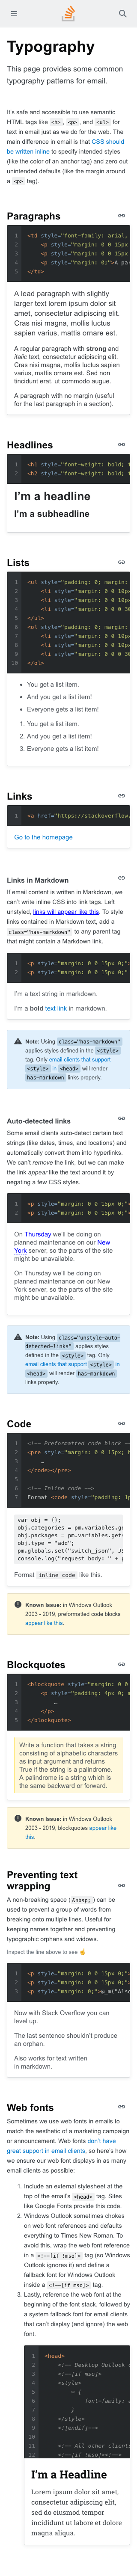 Typography
This page provides some common
typography patterns for email.
It's safe and accessible to use semantic
HTML tags like <h>, <p>, and <ul> for
text in email just as we do for the web. The
main difference in email is that CSS should
be written inline to specify intended styles
unintended defaults (like the margin around
a <p> tag).
Paragraphs
1 <td style="font-family: arial,
2 <p style="margin: 0 0 15px
3 <p style="margin: 0 0 15px
4 <p style="margin: 0;">A par
5 </td>
A lead paragraph with slightly
larger text lorem ipsum dolor sit
amet, consectetur adipiscing elit.
Cras nisi magna, mollis luctus
sapien varius, mattis ornare est.
A regular paragraph with strong and
italic text, consectetur adipiscing elit.
Cras nisi magna, mollis luctus sapien
varius, mattis ornare est. Sed non
tincidunt erat, ut ornare augue.
A paragraph with no margin (useful
for the last paragraph in a section).
Headlines
1 <h1 style="font-weight: bold; f
2 <h2 style="font-weight: bold; f
I'm a headline
I'm a subheadline
Lists
1 <ul style="padding: 0; margin:
2 <li style="margin: 0 0 10px
3 <li style="margin: 0 0 10px
4 <li style="margin: 0 0 0 30
5 </ul>
6 <ol style="padding: 0; margin:
7 <li style="margin: 0 0 10px
8 <li style="margin: 0 0 10px
9 <li style="margin: 0 0 0 30
10 </ol>
You get a list item.
And you get a list item!
Everyone gets a list item!
1. You get a list item.
2. And you get a list item!
3. Everyone gets a list item!
Links
1 <a href="https://stackoverflow.
Go to the homepage
Links in Markdown
If email content is written in Markdown, we
can't write inline CSS into link tags. Left
unstyled, links will appear like this. To style
links contained in Markdown text, add a
class="has-markdown" to any parent tag
that might contain a Markdown link.
1 <p style="margin: 0 0 15px 0;"
2 <p style="margin: 0 0 15px 0;"
I'm a text string in markdown.
I'm a bold text link in markdown.
Note: Using class="has-markdown"
applies styles defined in the <style>
tag. Only email clients that support
<style> in <head> will render
has-markdown links properly.
Auto-detected links
Some email clients auto-detect certain text
strings (like dates, times, and locations) and
automatically convert them into hyperlinks.
We can't remove the link, but we can make
the link appear like the text around it by
negating a few CSS styles.
1 <p style="margin: 0 0 15px 0;"
2 <p style="margin: 0 0 15px 0;"
On Thursday we'll be doing on
planned maintenance on our New
York server, so the parts of the site
might be unavailable.
On Thursday we'll be doing on
planned maintenance on our New
York server, so the parts of the site
might be unavailable.
Note: Using class="unstyle-auto-
detected-links" applies styles
defined in the <style> tag. Only
email clients that support <style> in
<head> will render has-markdown
links properly.
Code
1 <!-- Preformatted code block --
2 <pre style="margin: 0 0 15px; b
3 …
4 </code></pre>
5
6 <!-- Inline code -->
7 Format <code style="padding: 1p
var obj = {};
obj.categories = pm.variables.ge
obj.packages = pm.variables.get(
obj.type = "add";
pm.globals.set("batch_json", JS
console.log("request body: " + p
Format inline code like this.
Known Issue: in Windows Outlook
2003 - 2019, preformatted code blocks
appear like this.
Blockquotes
1 <blockquote style="margin: 0 0
2 <p style="padding: 4px 0; m
3 …
4 </p>
5 </blockquote>
Write a function that takes a string
consisting of alphabetic characters
as input argument and returns
True if the string is a palindrome.
A palindrome is a string which is
the same backward or forward.
Known Issue: in Windows Outlook
2003 - 2019, blockquotes appear like
this.
Preventing text
wrapping
A non-breaking space (&nbsp;) can be
used to prevent a group of words from
breaking onto multiple lines. Useful for
keeping names together and preventing
typographic orphans and widows.
Inspect the line above to see ☝️
1 <p style="margin: 0 0 15px 0;"
2 <p style="margin: 0 0 15px 0;"
Now with Stack Overflow you can
level up.
The last sentence shouldn't produce
an orphan.
Also works for text written
in markdown.
Web fonts
Sometimes we use web fonts in emails to
match the aesthetic of a marketing campaign
or announcement. Web fonts don't have
great support in email clients, so here's how
we ensure our web font displays in as many
email clients as possible:
1. Include an external stylesheet at the
top of the email's <head> tag. Sites
like Google Fonts provide this code.
2. Windows Outlook sometimes chokes
on web font references and defaults
everything to Times New Roman. To
avoid this, wrap the web font reference
in a <!--[if !mso]> tag (so Windows
Outlook ignores it) and also define a
fallback web font for Windows Outlook
inside a <!--[if mso]> tag.
3. Lastly, reference your web font at the
beginning of the font stack, followed by
a system fallback font for email clients
that can't display (and ignore) the web
font.
1 <head>
2 <!-- Desktop Outlook c
3 <!--[if mso]>
4 <style>
5 * {
6 font-family: a
7 }
8 </style>
9 <![endif]-->
10
11 <!-- All other clients
12 <!--[if !mso]><!-->
I'm a Headline
Lorem ipsum dolor sit amet,
consectetur adipiscing elit,
sed do eiusmod tempor
incididunt ut labore et dolore
magna aliqua.